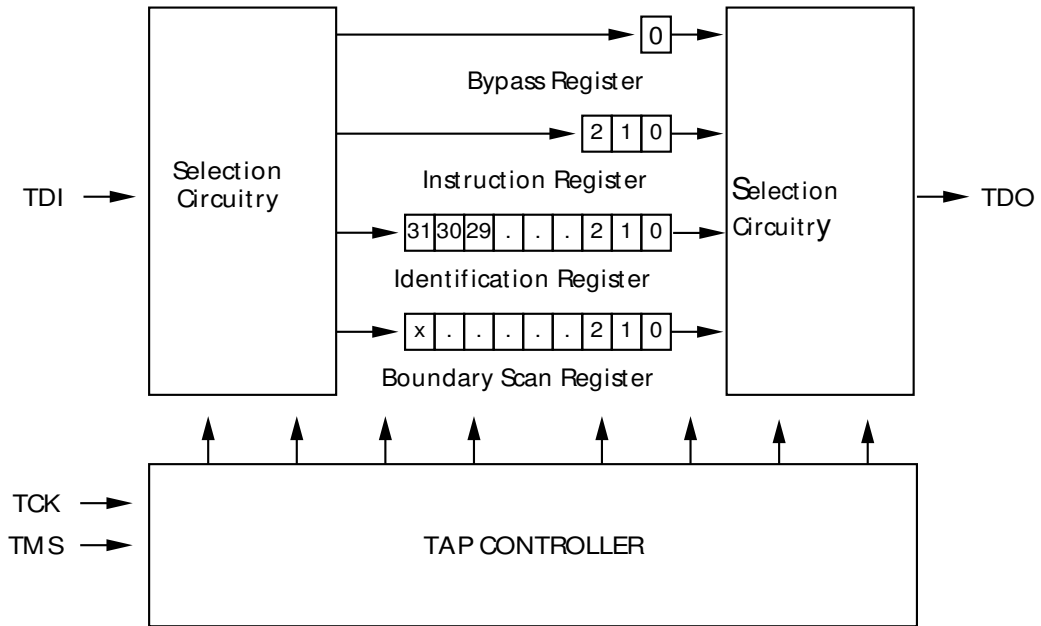 0
Bypass Register
2 1 0
Selection
Circuitry
Instruction Register
Selection
Circuitry
TDI
TDO
31 30 29 . . . 2 1 0
Identification Register
x . . . . . 2 1 0
Boundary Scan Register
TCK
TMS
TAP CONTROLLER